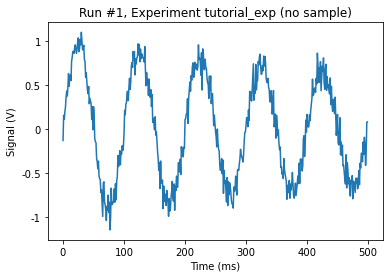 Run #1, Experiment tutorial_exp (no sample)
1
0.5
0
-0.5
-1
Signal (V)
0 100 200 300 400 500
Time (ms)